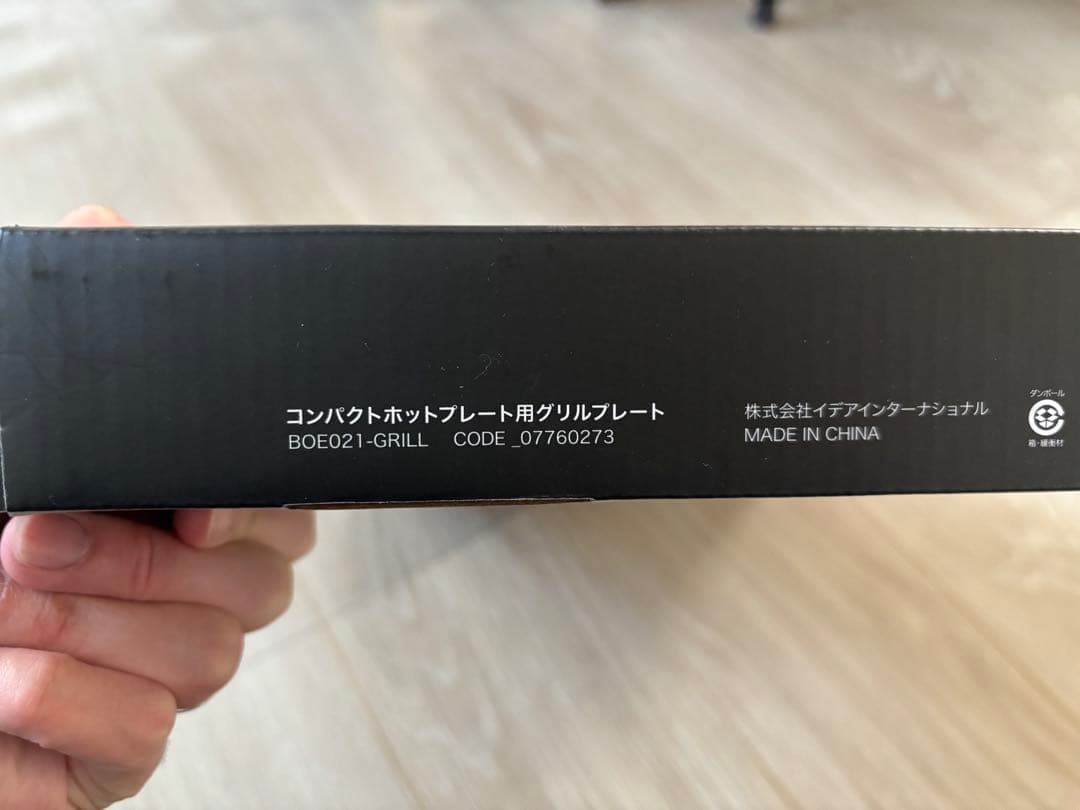 コンパクトホットプレート用グリルプレート
BOE021-GRILL CODE_07760273
株式会社イデアインターナショナル
MADE IN CHINA
ダンボール
箱・緩衝材